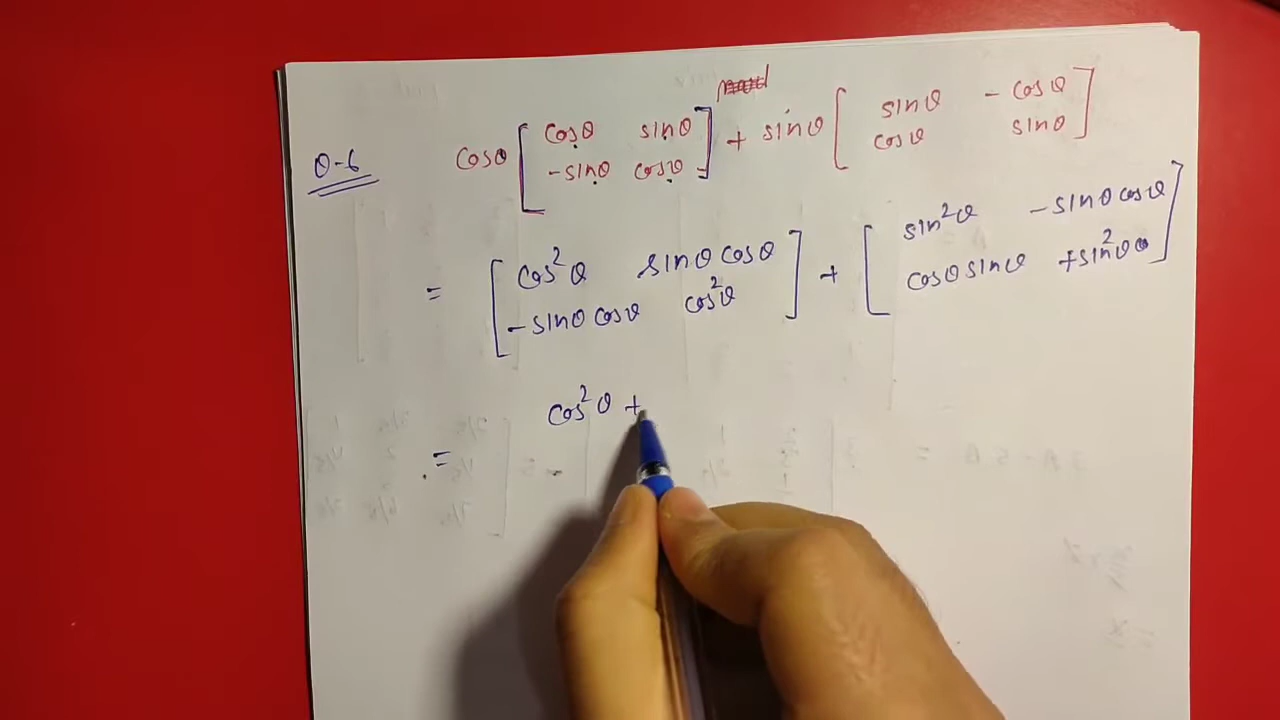 Q-6 cosθ [ cosθ sinθ -sinθ cosθ ] + sinθ [ sinθ - cosθ cosθ sinθ ]
= [ cos²θ sinθ cosθ -sinθ cosθ cos²θ ] + [ sin²θ -sinθ cosθ cosθ sinθ +sin²θ ]
= cos²θ +